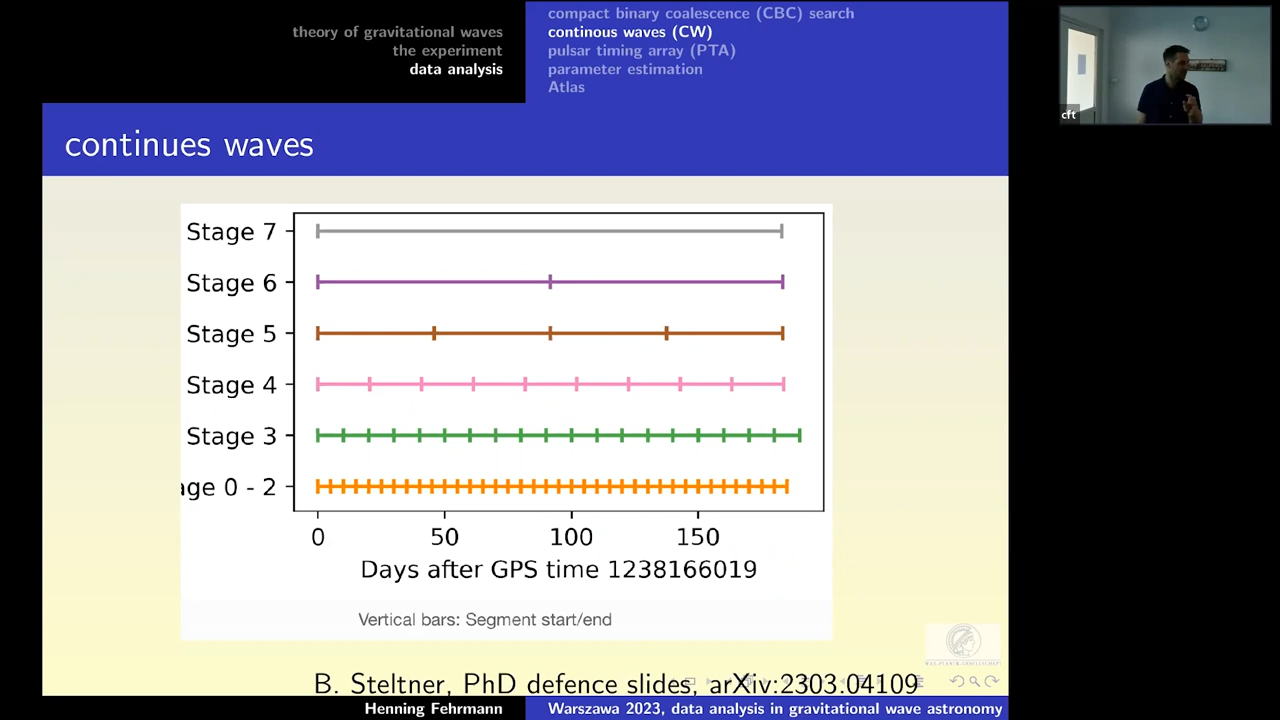 theory of gravitational waves
the experiment
data analysis
compact binary coalescence (CBC) search
continous waves (CW)
pulsar timing array (PTA)
parameter estimation
Atlas
cft
continues waves
Stage 7
Stage 6
Stage 5
Stage 4
Stage 3
age 0 - 2
0 50 100 150
Days after GPS time 1238166019
Vertical bars: Segment start/end
B. Steltner, PhD defence slides, arXiv:2303.04109
Henning Fehrmann
Warszawa 2023, data analysis in gravitational wave astronomy